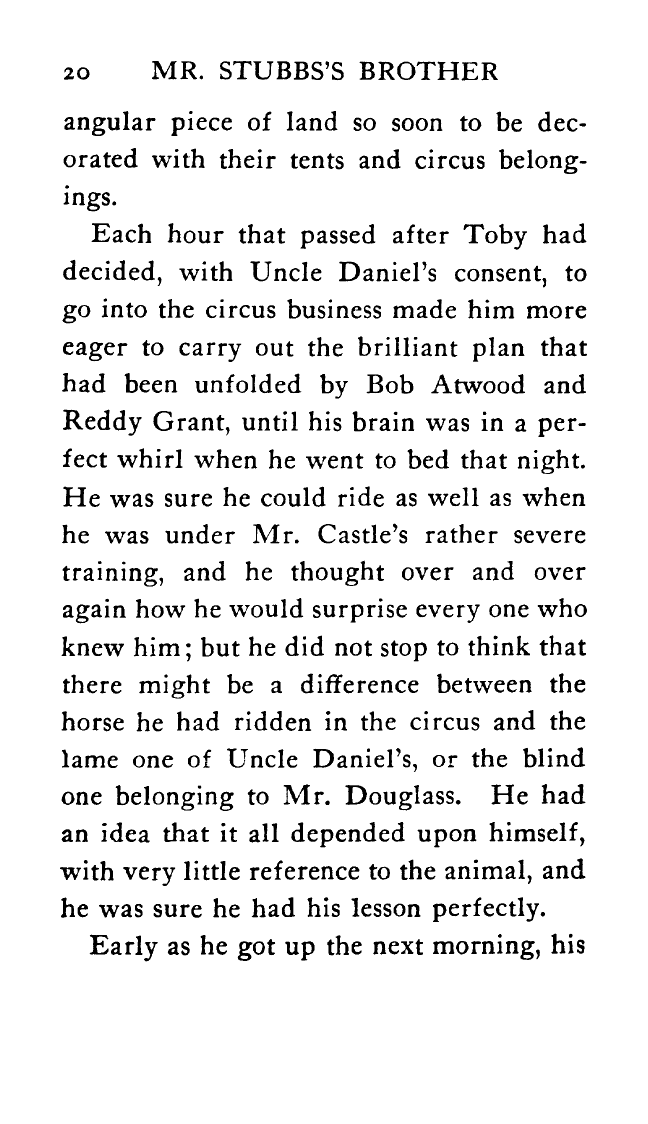 20 MR. STUBBS'S BROTHER
angular piece of land so soon to be dec-
orated with their tents and circus belong-
ings.
Each hour that passed after Toby had
decided, with Uncle Daniel's consent, to
go into the circus business made him more
eager to carry out the brilliant plan that
had been unfolded by Bob Atwood and
Reddy Grant, until his brain was in a per-
fect whirl when he went to bed that night.
He was sure he could ride as well as when
he was under Mr. Castle's rather severe
training, and he thought over and over
again how he would surprise every one who
knew him; but he did not stop to think that
there might be a difference between the
horse he had ridden in the circus and the
lame one of Uncle Daniel's, or the blind
one belonging to Mr. Douglass. He had
an idea that it all depended upon himself,
with very little reference to the animal, and
he was sure he had his lesson perfectly.
Early as he got up the next morning, his